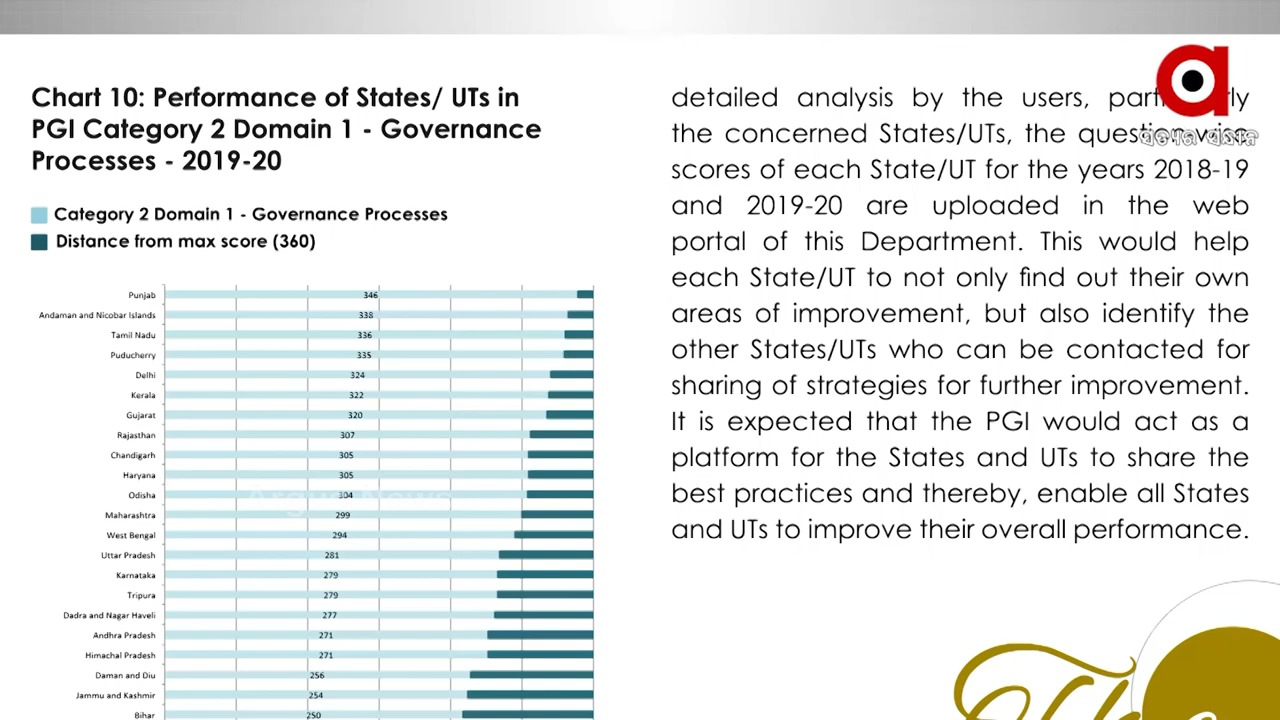 Chart 10: Performance of States/ UTs in
PGI Category 2 Domain 1 - Governance
Processes - 2019-20
Category 2 Domain 1 - Governance Processes
Distance from max score (360)
Punjab 346
Andaman and Nicobar Islands 338
Tamil Nadu 336
Puducherry 335
Delhi 324
Kerala 322
Gujarat 320
Rajasthan 307
Chandigarh 305
Haryana 305
Odisha 304
Maharashtra 299
West Bengal 294
Uttar Pradesh 281
Karnataka 279
Tripura 279
Dadra and Nagar Haveli 277
Andhra Pradesh 271
Himachal Pradesh 271
Daman and Diu 256
Jammu and Kashmir 254
Bihar 250
Argus News
detailed analysis by the users,
the concerned States/UTs, the
scores of each State/UT for the years 2018-19
and 2019-20 are uploaded in the web
portal of this Department. This would help
each State/UT to not only find out their own
areas of improvement, but also identify the
other States/UTs who can be contacted for
sharing of strategies for further improvement.
It is expected that the PGI would act as a
platform for the States and UTs to share the
best practices and thereby, enable all States
and UTs to improve their overall performance.